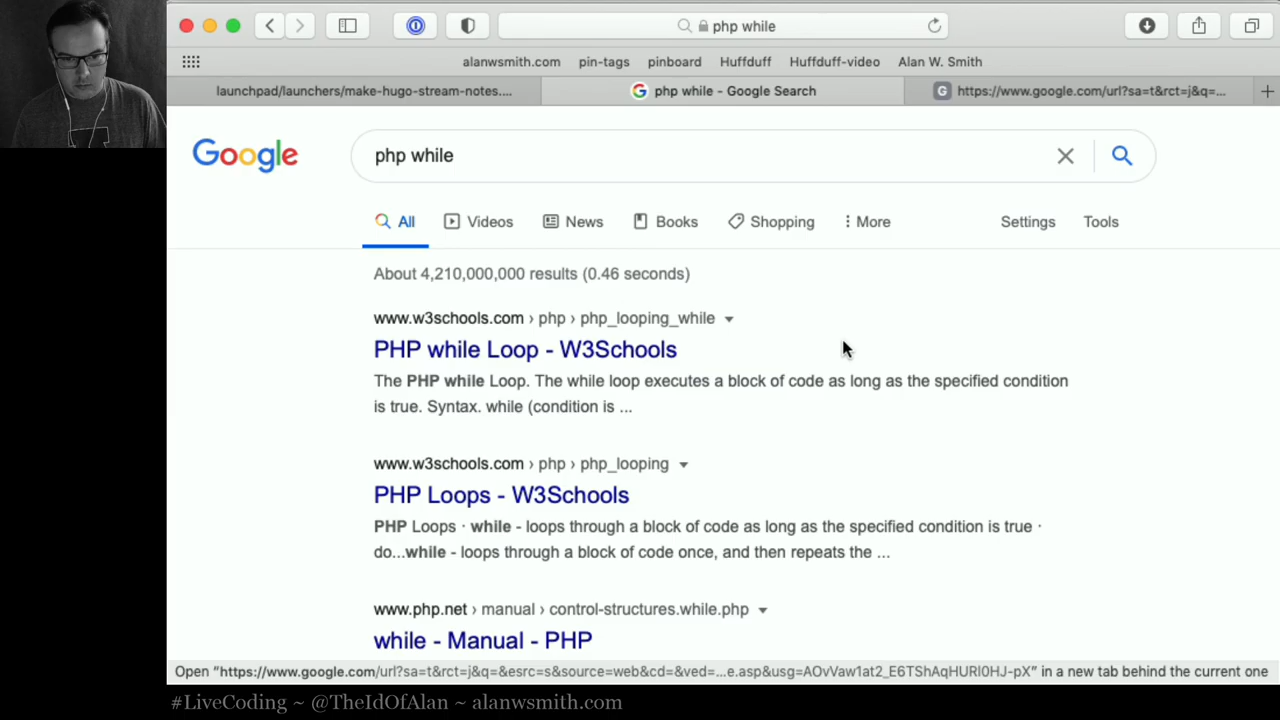 php while
alanwsmith.com pin-tags pinboard Huffduff Huffduff-video Alan W. Smith
launchpad/launchers/make-hugo-stream-notes.... php while - Google Search https://www.google.com/url?sa=t&rct=j&q=...
Google php while
All Videos News Books Shopping More Settings Tools
About 4,210,000,000 results (0.46 seconds)
www.w3schools.com › php › php_looping_while
PHP while Loop - W3Schools
The PHP while Loop. The while loop executes a block of code as long as the specified condition
is true. Syntax. while (condition is ...
www.w3schools.com › php › php_looping
PHP Loops - W3Schools
PHP Loops · while - loops through a block of code as long as the specified condition is true ·
do...while - loops through a block of code once, and then repeats the ...
www.php.net › manual › control-structures.while.php
while - Manual - PHP
Open “https://www.google.com/url?sa=t&rct=j&q=&esrc=s&source=web&cd=&ved=...e.asp&usg=AOvVaw1at2_E6TShAqHURl0HJ-pX” in a new tab behind the current one
#LiveCoding ~ @TheIdOfAlan ~ alanwsmith.com